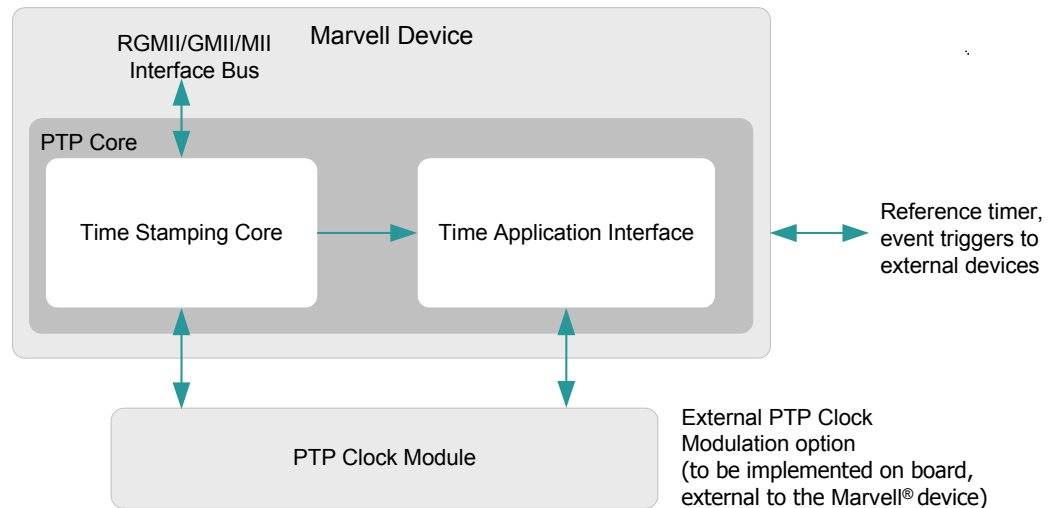 Marvell Device
RGMII/GMII/MII
Interface Bus
PTP Core
Time Stamping Core
Time Application Interface
Reference timer,
event triggers to
external devices
PTP Clock Module
External PTP Clock
Modulation option
(to be implemented on board,
external to the Marvell® device)